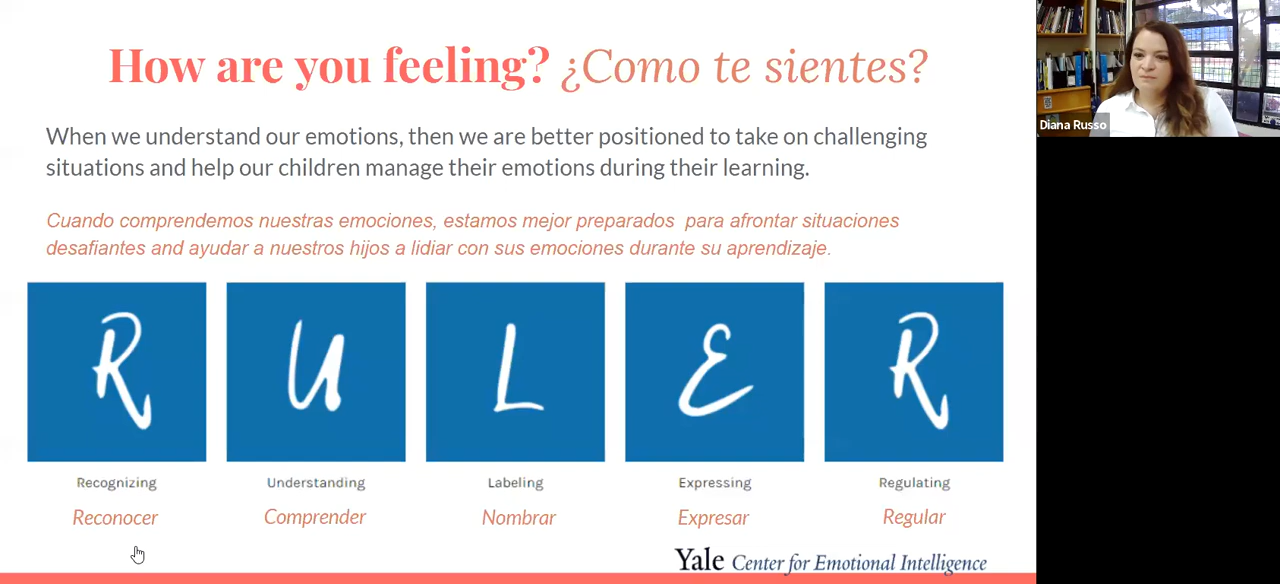 How are you feeling? ¿Como te sientes?
When we understand our emotions, then we are better positioned to take on challenging
situations and help our children manage their emotions during their learning.
Cuando comprendemos nuestras emociones, estamos mejor preparados para afrontar situaciones
desafiantes and ayudar a nuestros hijos a lidiar con sus emociones durante su aprendizaje.
R U L E R
Recognizing Understanding Labeling Expressing Regulating
Reconocer Comprender Nombrar Expresar Regular
Yale Center for Emotional Intelligence
Diana Russo